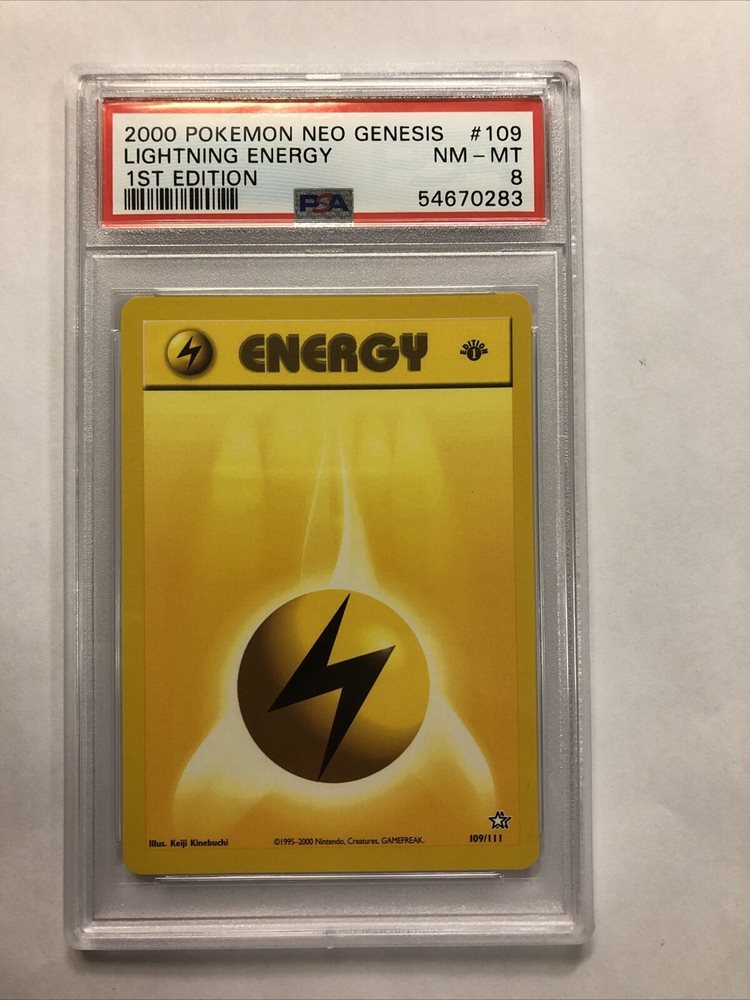 2000 POKEMON NEO GENESIS #109
LIGHTNING ENERGY NM - MT
1ST EDITION 8
PSA 54670283
ENERGY
EDITION
1
Illus. Keiji Kinebuchi ©1995-2000 Nintendo, Creatures, GAMEFREAK. 109/111